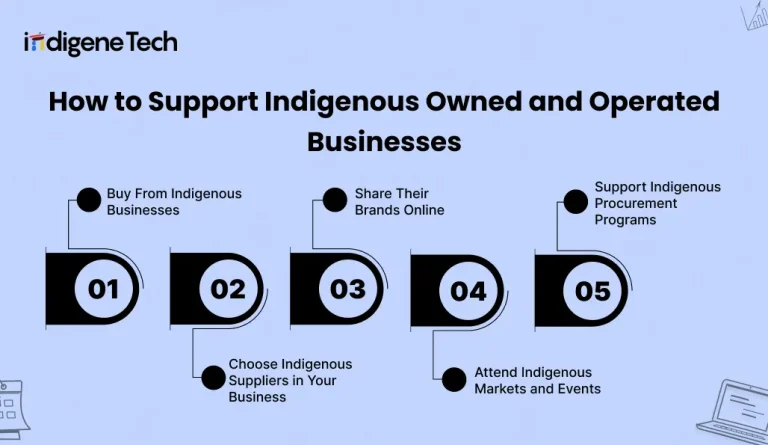 indigeneTech
How to Support Indigenous Owned and Operated
Businesses
Buy From Indigenous
Businesses
01
Choose Indigenous
Suppliers in Your
Business
02
Share Their
Brands Online
03
Attend Indigenous
Markets and Events
04
Support Indigenous
Procurement
Programs
05